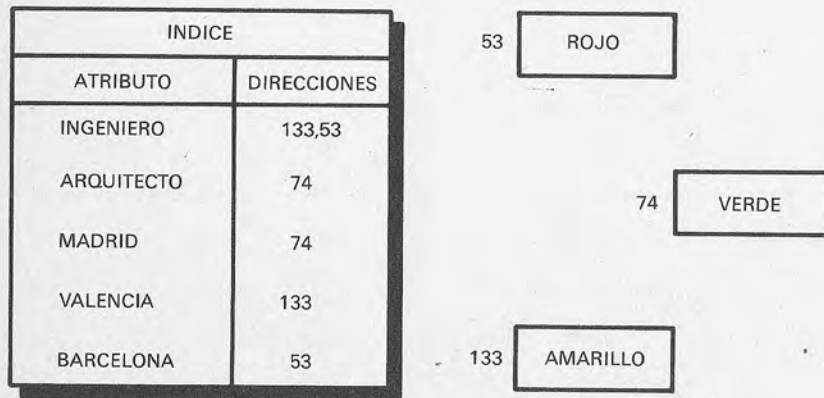 INDICE
ATRIBUTO DIRECCIONES
INGENIERO 133,53
ARQUITECTO 74
MADRID 74
VALENCIA 133
BARCELONA 53
53 ROJO
74 VERDE
133 AMARILLO